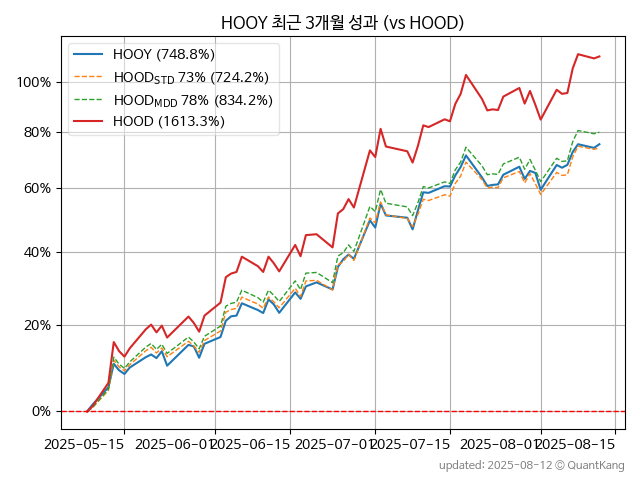 HOOY 최근 3개월 성과 (vs HOOD)
HOOY (748.8%)
HOOD_STD 73% (724.2%)
HOOD_MDD 78% (834.2%)
HOOD (1613.3%)
100%
80%
60%
40%
20%
0%
2025-05-15 2025-06-01 2025-06-15 2025-07-01 2025-07-15 2025-08-01 2025-08-15
updated: 2025-08-12 © QuantKang